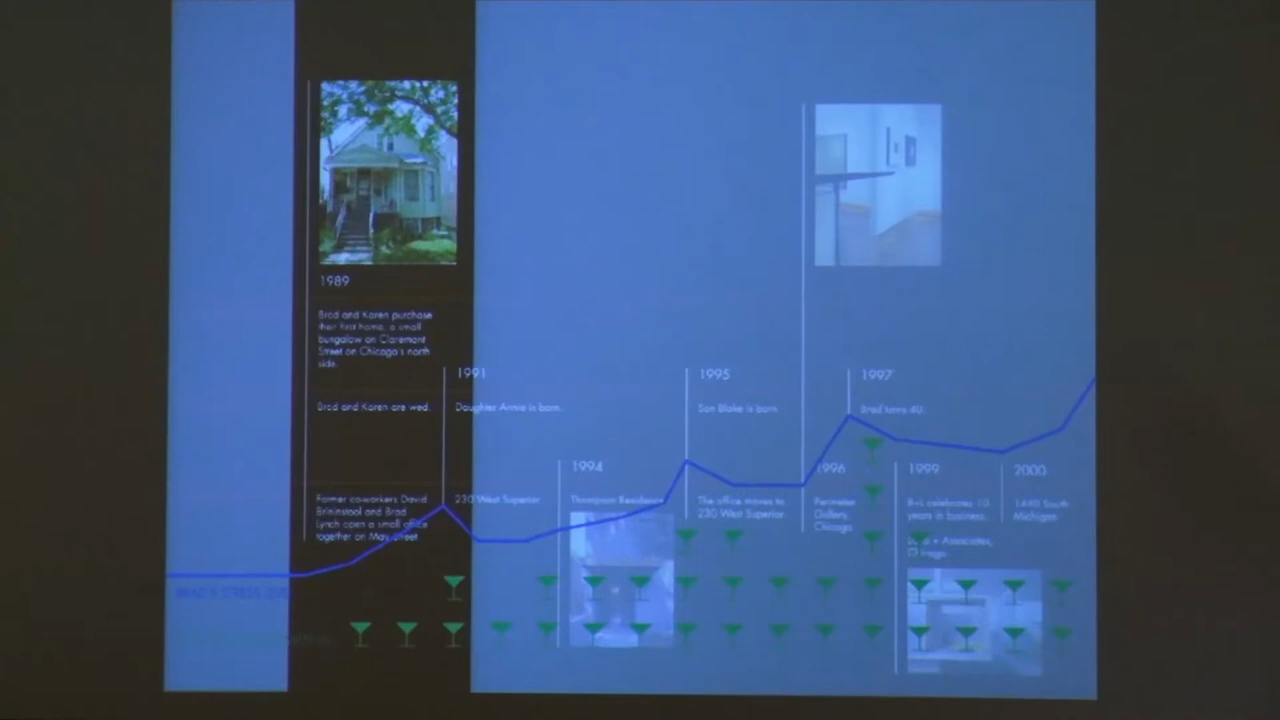 1989
Brad and Karen purchase
their first home, a small
bungalow on Claremont
Street on Chicago's north
side.
Brad and Karen are wed.
Former co-workers David
Brininstool and Brad
Lynch open a small office
together on May Street
1991
Daughter Annie is born.
230 West Superior
1994
Thompson Residence
1995
Son Blake is born
The office moves to
230 West Superior.
1996
Perimeter
Gallery,
Chicago
1997
Brad turns 40.
1999
B+L celebrates 10
years in business.
+ Associates,
2000
1440 South
Michigan
BRAD'S STRESS LEVEL